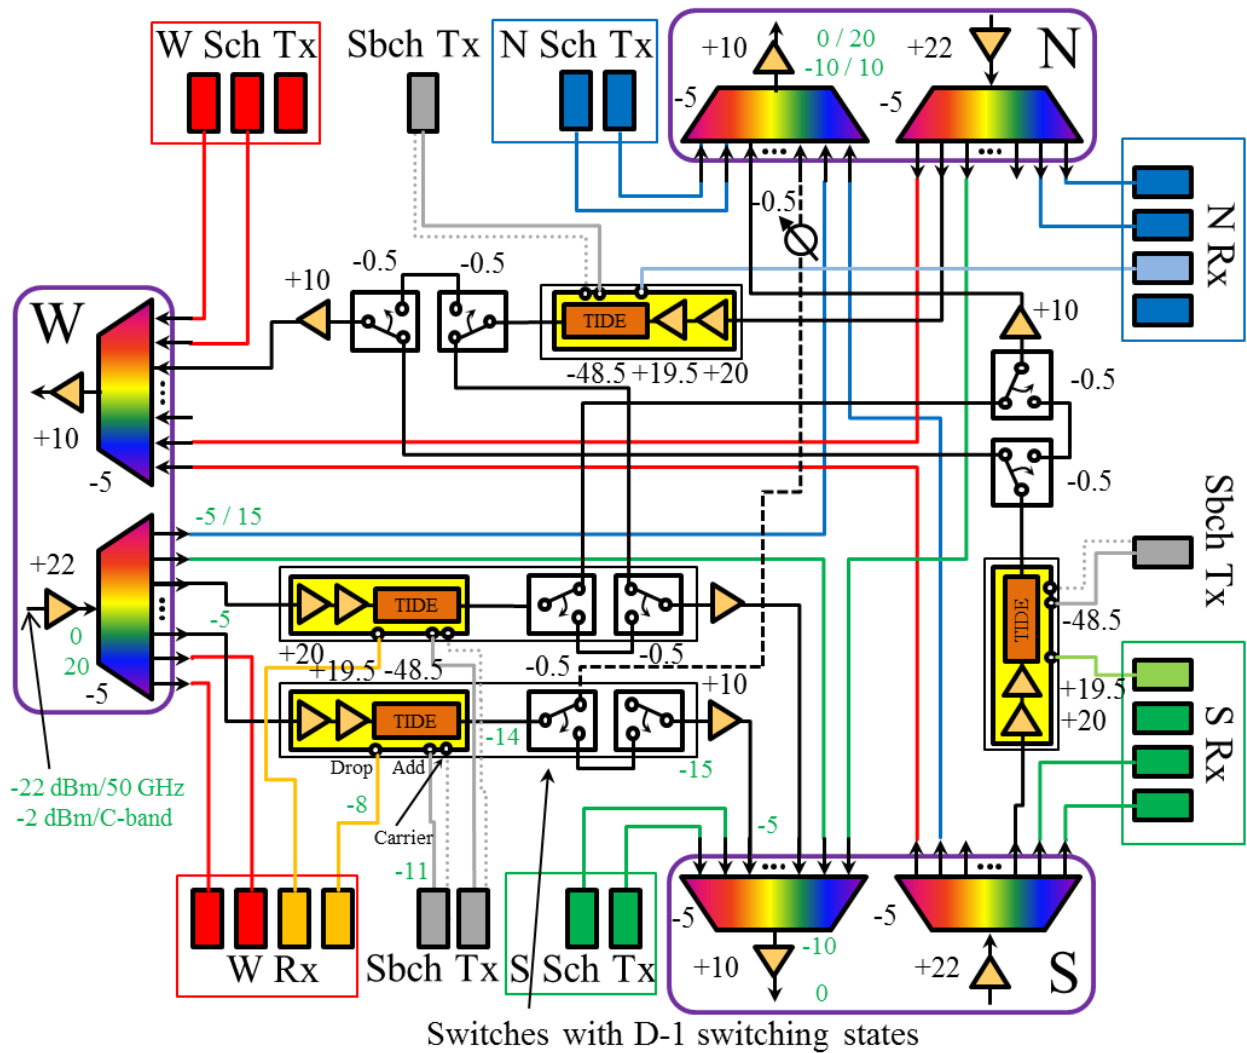 W Sch Tx
Sbch Tx
N Sch Tx
+10
0 / 20
-10 / 10
+22
N
-5
-5
...
...
N Rx
-0.5
-0.5
-0.5
+10
W
+10
-0.5
TIDE
-48.5 +19.5 +20
+10
-5
-0.5
Sbch Tx
-5 / 15
+22
0
20
-5
-5
TIDE
+20
+19.5
-48.5
-0.5
-0.5
+10
TIDE
-48.5
+19.5
+20
S Rx
TIDE
-14
-15
Drop
Add
-22 dBm/50 GHz
-2 dBm/C-band
-8
Carrier
-11
-5
...
...
-5
-5
-10
+10
0
+22
S
W Rx
Sbch Tx
S Sch Tx
Switches with D-1 switching states